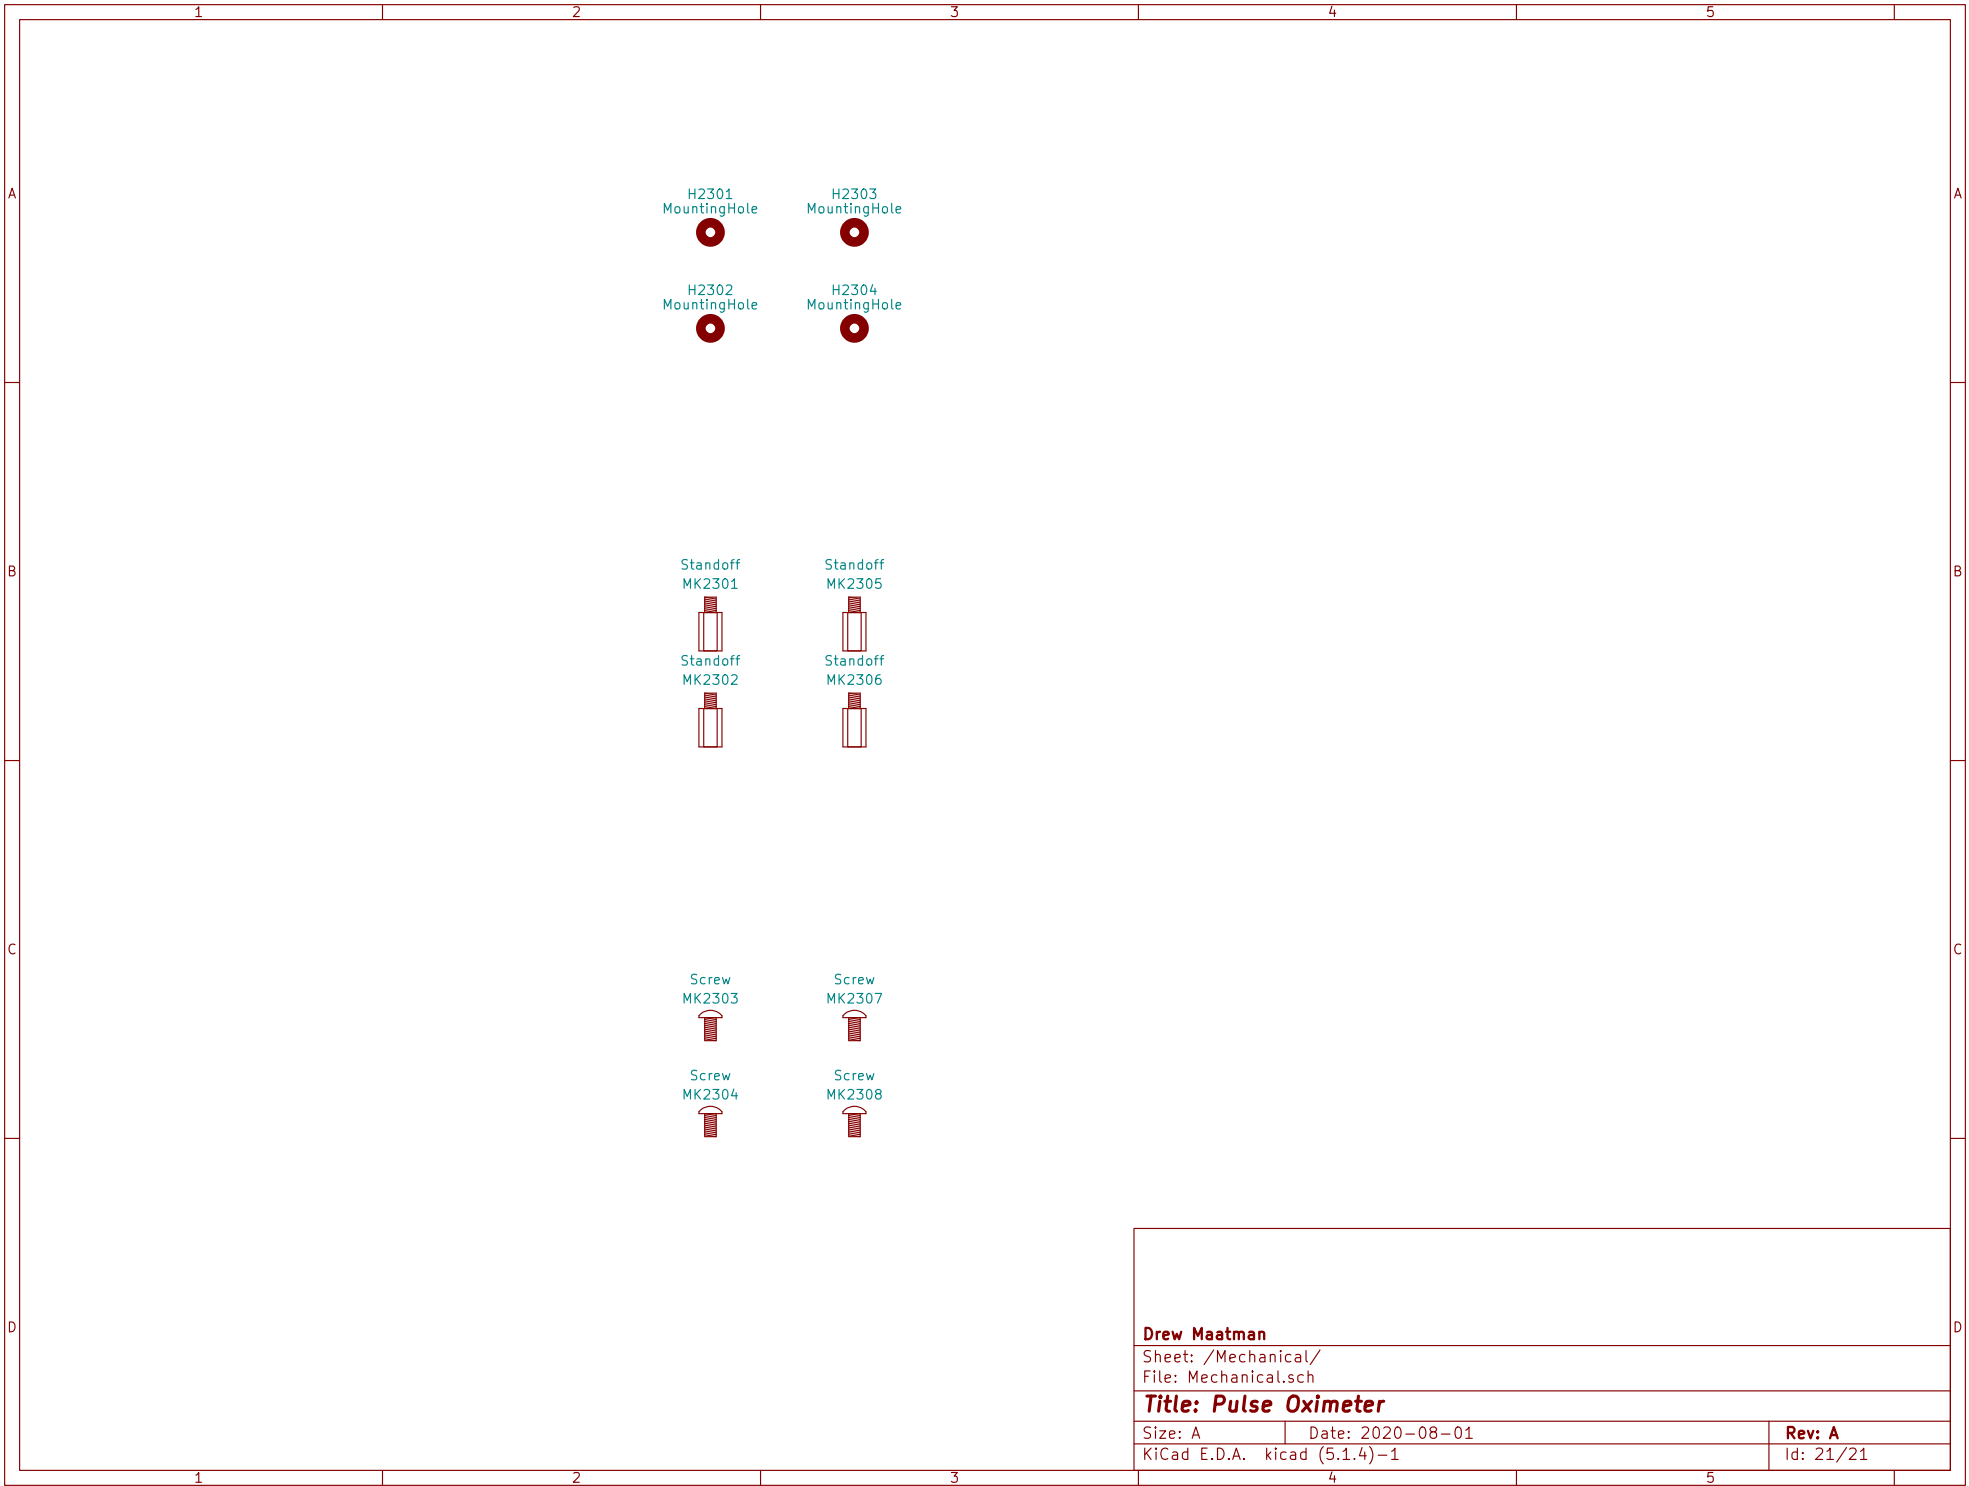 1 2 3 4 5
A A
H2301 H2303
MountingHole MountingHole
H2302 H2304
MountingHole MountingHole
B B
Standoff Standoff
MK2301 MK2305
Standoff Standoff
MK2302 MK2306
C C
Screw Screw
MK2303 MK2307
Screw Screw
MK2304 MK2308
D D
Drew Maatman
Sheet: /Mechanical/
File: Mechanical.sch
Title: Pulse Oximeter
Size: A Date: 2020-08-01 Rev: A
KiCad E.D.A. kicad (5.1.4)-1 Id: 21/21
1 2 3 4 5